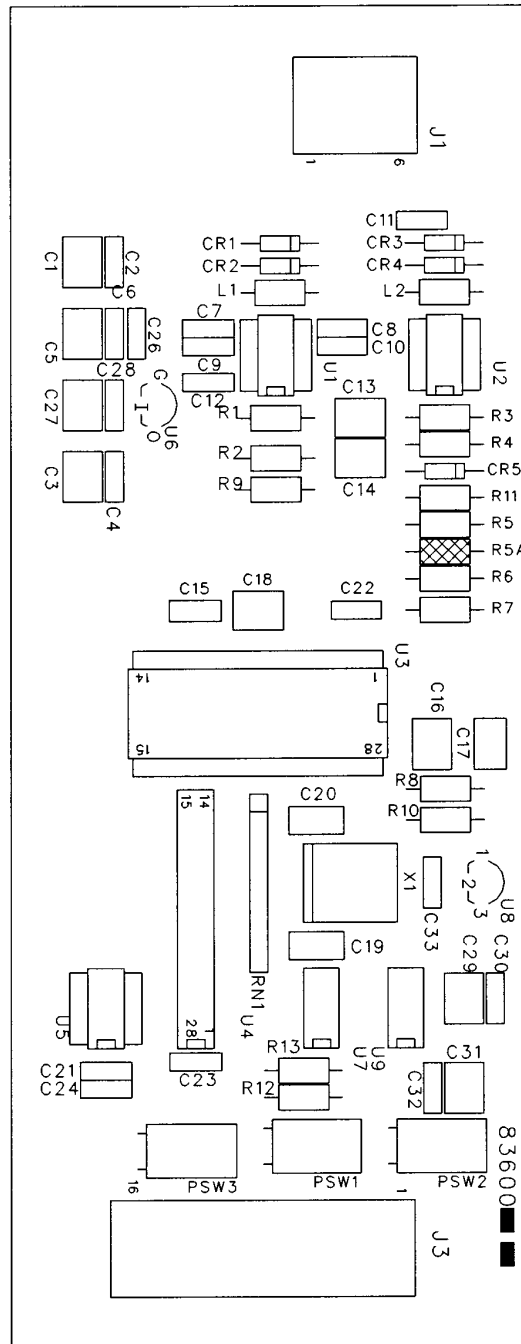 J1
1 6
C11
CR1 CR3
CR2 CR4
L1 L2
C1 C2
C6
C7 C8
C5 C26 C10
C28 C9 U1 U2
C27 G I O U6 C12 C13
R1 R3
R4
R2 CR5
C3 C4 R9 C14 R11
R5
R5A
R6
C15 C18 C22 R7
U3
14 1
15 28
C16 C17
R8
C20 R10
15 14
X1 C33 1 2 3 U8
C19 C29 C30
RN1
U5 28 U4
R13 U7 U9
C21 C23 C31
C24 R12 C32
83600
PSW3 PSW1 PSW2
16 1
J3